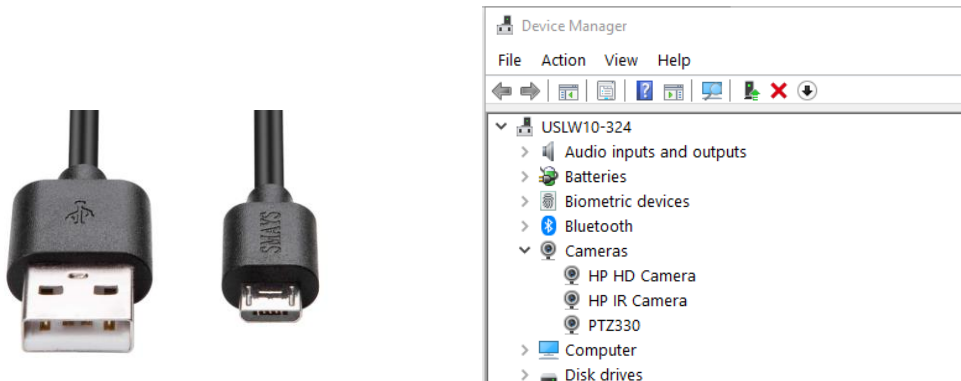 SMAYS
Device Manager
File Action View Help
USLW10-324
Audio inputs and outputs
Batteries
Biometric devices
Bluetooth
Cameras
HP HD Camera
HP IR Camera
PTZ330
Computer
Disk drives